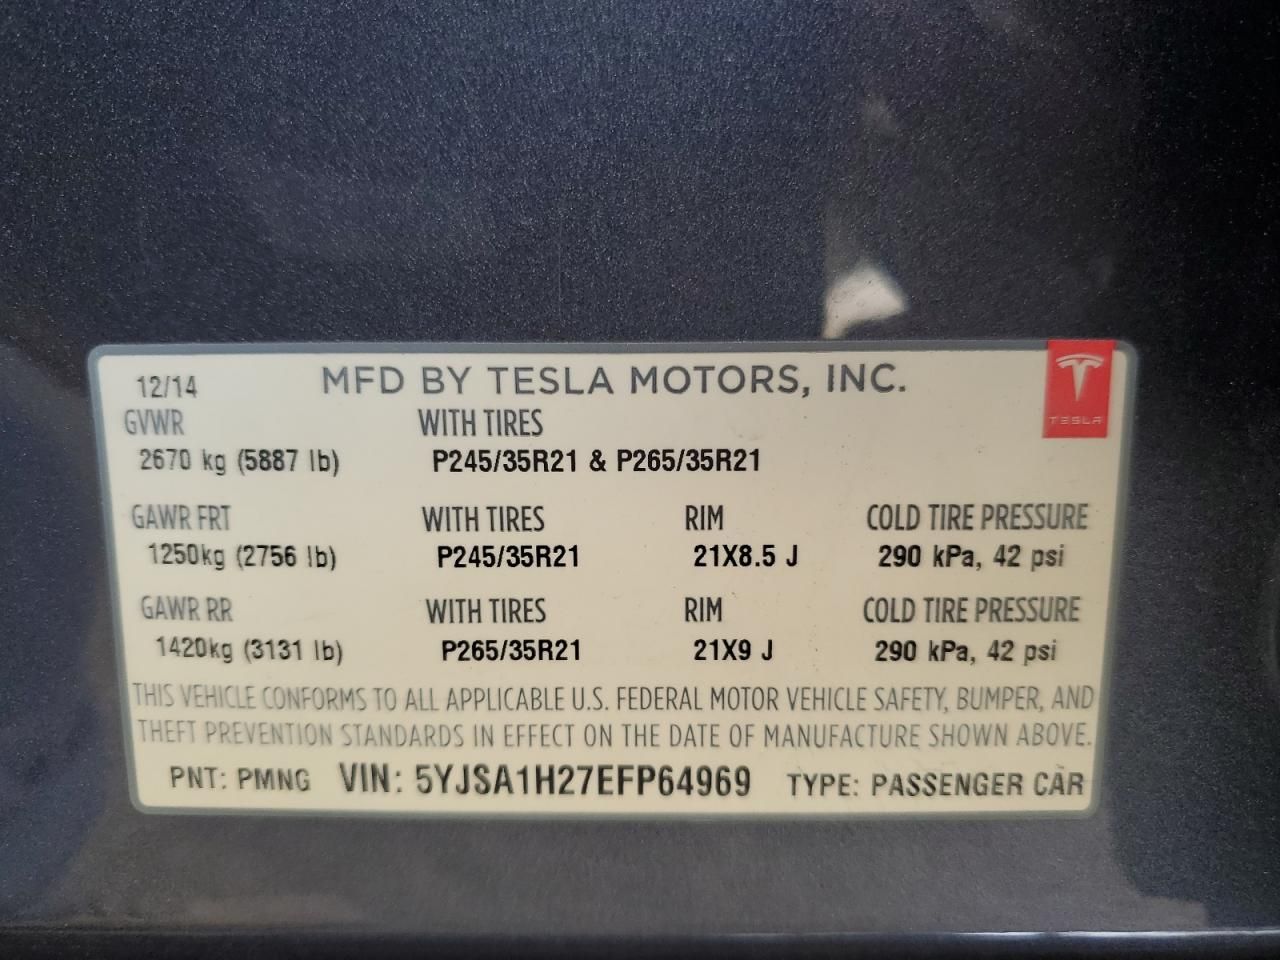 12/14 MFD BY TESLA MOTORS, INC.
TESLA
GVWR WITH TIRES
2670 kg (5887 lb) P245/35R21 & P265/35R21
GAWR FRT WITH TIRES RIM COLD TIRE PRESSURE
1250kg (2756 lb) P245/35R21 21X8.5 J 290 kPa, 42 psi
GAWR RR WITH TIRES RIM COLD TIRE PRESSURE
1420kg (3131 lb) P265/35R21 21X9 J 290 kPa, 42 psi
THIS VEHICLE CONFORMS TO ALL APPLICABLE U.S. FEDERAL MOTOR VEHICLE SAFETY, BUMPER, AND
THEFT PREVENTION STANDARDS IN EFFECT ON THE DATE OF MANUFACTURE SHOWN ABOVE.
PNT: PMNG VIN: 5YJSA1H27EFP64969 TYPE: PASSENGER CAR